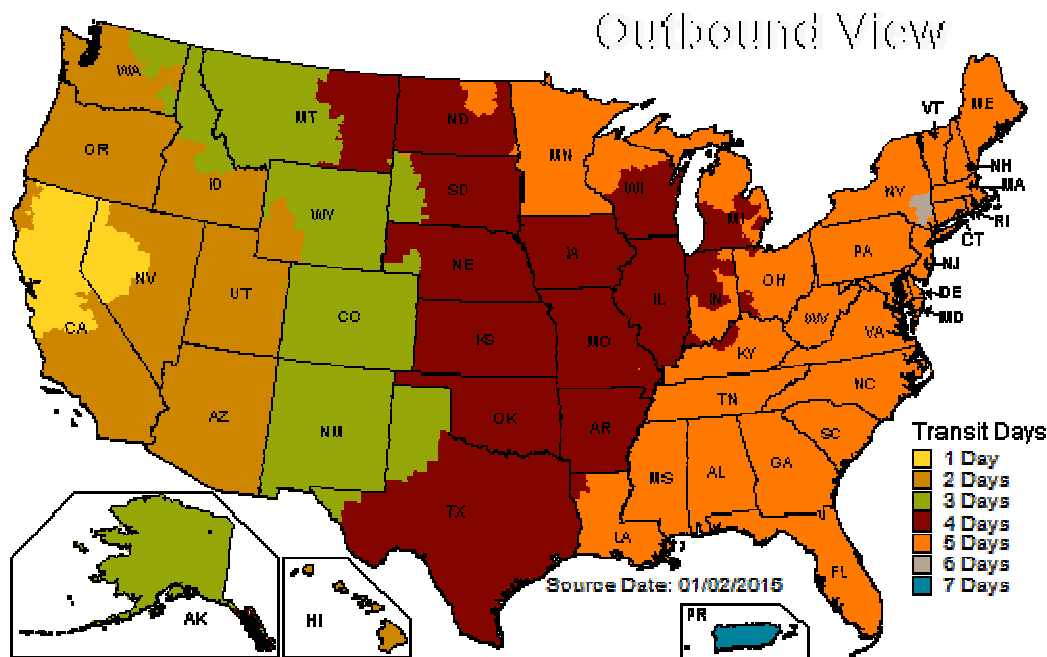 Outbound View
WA
MT
ND
MN
VT
ME
OR
ID
WY
SD
WI
MI
NY
NH
MA
RI
CT
NV
UT
CO
NE
IA
IL
IN
OH
PA
NJ
DE
MD
CA
KS
MO
KY
WV
VA
AZ
NM
OK
AR
TN
NC
SC
TX
LA
MS
AL
GA
FL
Transit Days
1 Day
2 Days
3 Days
4 Days
5 Days
6 Days
7 Days
Source Date: 01/02/2015
AK
HI
PR